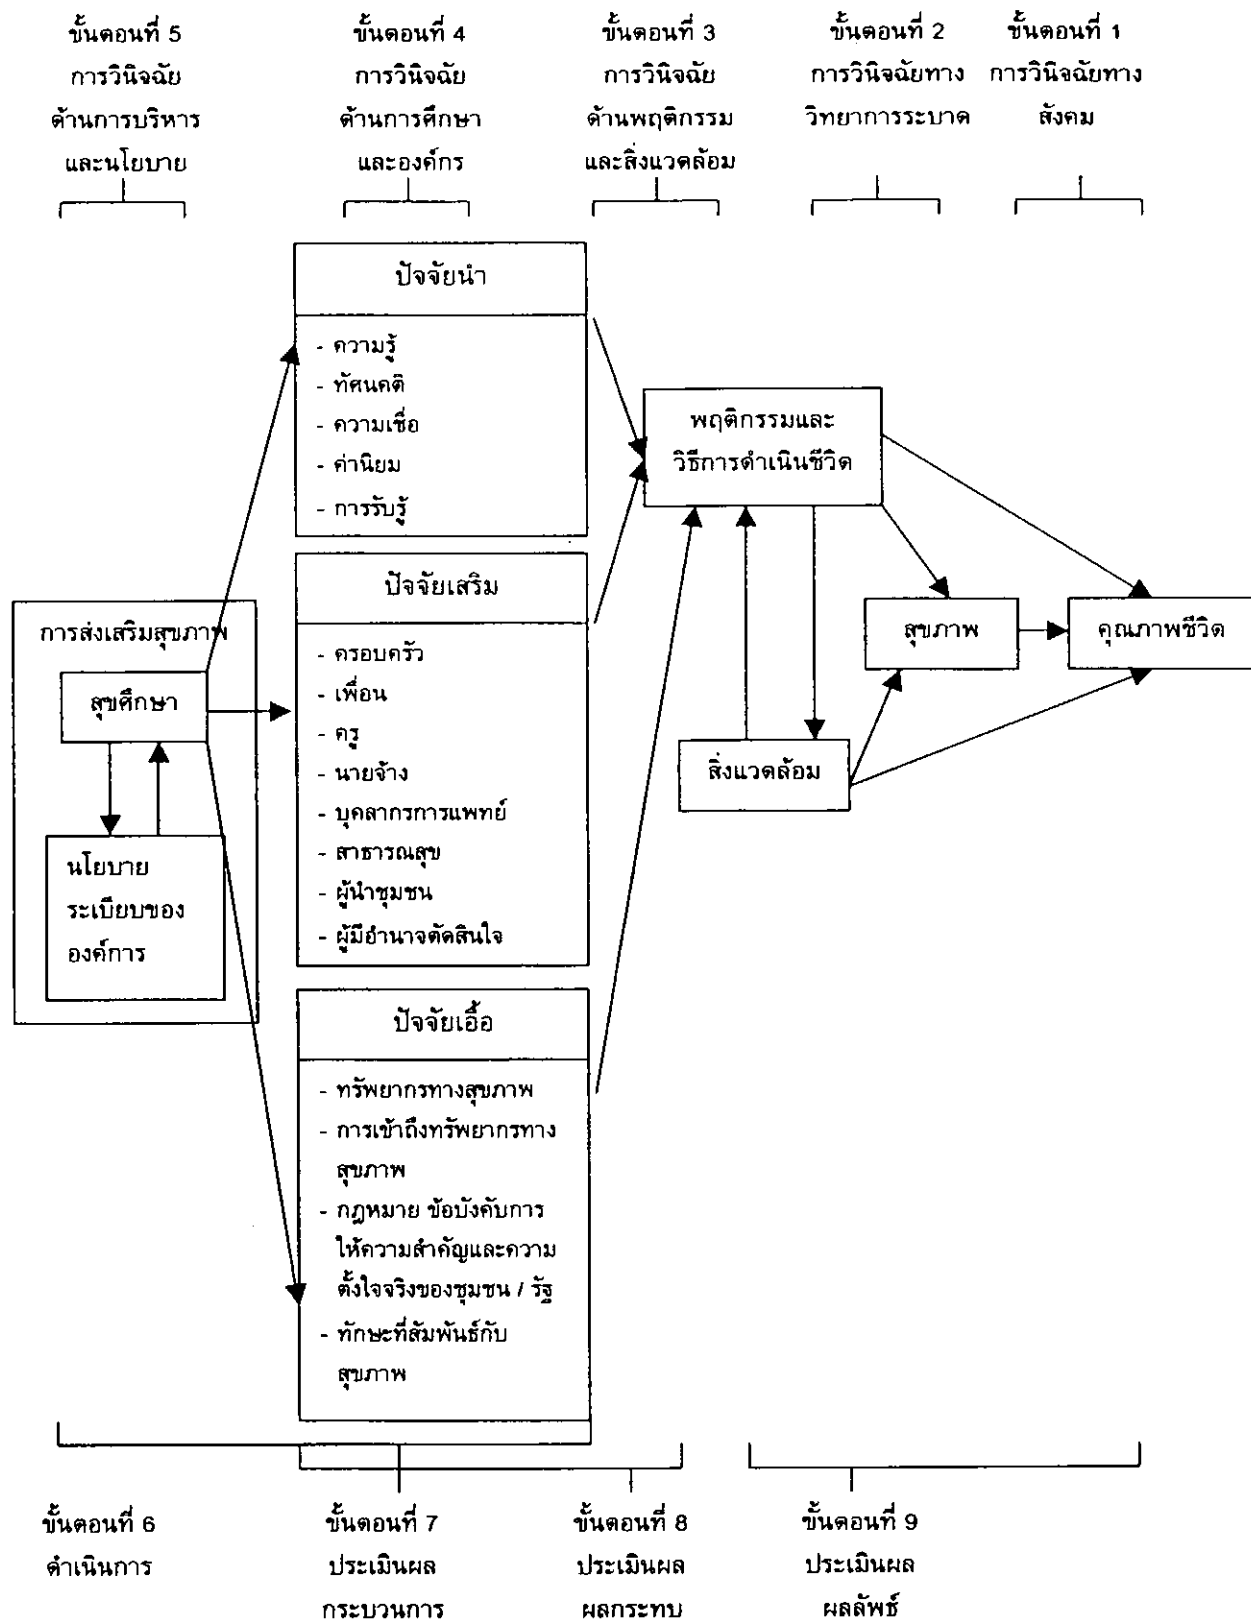 ขั้นตอนที่ 5
การวินิจฉัย
ด้านการบริหาร
และนโยบาย
ขั้นตอนที่ 4
การวินิจฉัย
ด้านการศึกษา
และองค์กร
ขั้นตอนที่ 3
การวินิจฉัย
ด้านพฤติกรรม
และสิ่งแวดล้อม
ขั้นตอนที่ 2
การวินิจฉัยทาง
วิทยาการระบาด
ขั้นตอนที่ 1
การวินิจฉัยทาง
สังคม
ปัจจัยนำ
- ความรู้
- ทัศนคติ
- ความเชื่อ
- ค่านิยม
- การรับรู้
ปัจจัยเสริม
- ครอบครัว
- เพื่อน
- ครู
- นายจ้าง
- บุคลากรการแพทย์
- สาธารณสุข
- ผู้นำชุมชน
- ผู้มีอำนาจตัดสินใจ
ปัจจัยเอื้อ
- ทรัพยากรทางสุขภาพ
- การเข้าถึงทรัพยากรทาง
สุขภาพ
- กฎหมาย ข้อบังคับการ
ให้ความสำคัญและความ
ตั้งใจจริงของชุมชน / รัฐ
- ทักษะที่สัมพันธ์กับ
สุขภาพ
การส่งเสริมสุขภาพ
สุขศึกษา
นโยบาย
ระเบียบของ
องค์การ
พฤติกรรมและ
วิธีการดำเนินชีวิต
สุขภาพ
คุณภาพชีวิต
สิ่งแวดล้อม
ขั้นตอนที่ 6
ดำเนินการ
ขั้นตอนที่ 7
ประเมินผล
กระบวนการ
ขั้นตอนที่ 8
ประเมินผล
ผลกระทบ
ขั้นตอนที่ 9
ประเมินผล
ผลลัพธ์